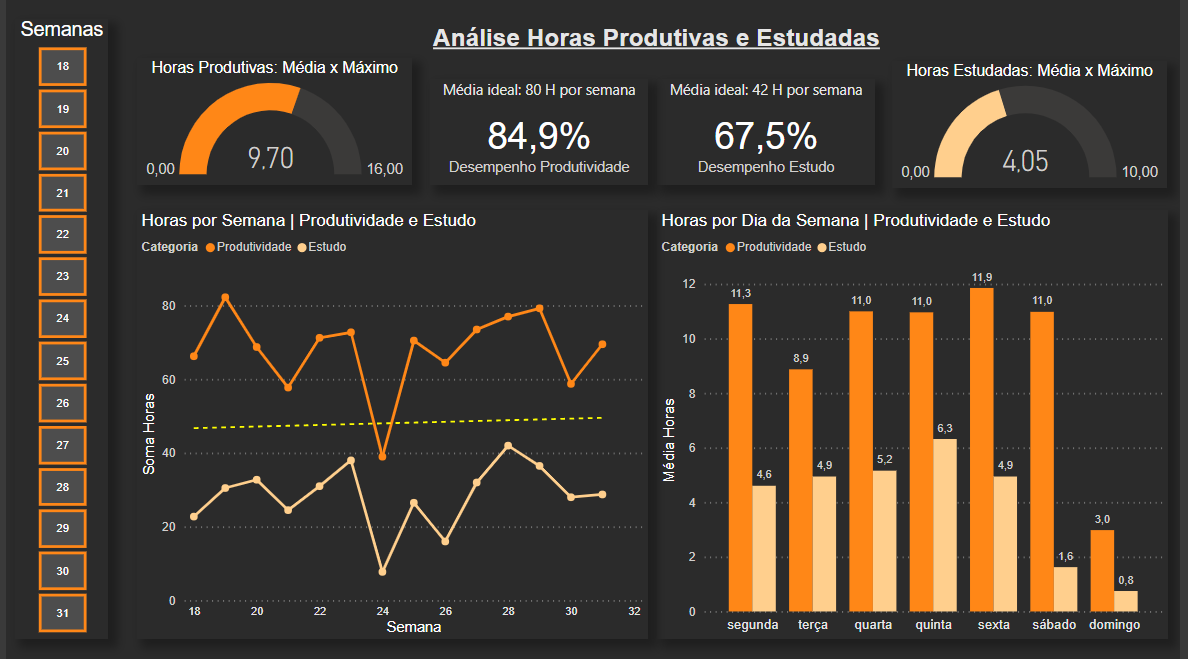 Semanas
18
19
20
21
22
23
24
25
26
27
28
29
30
31
Análise Horas Produtivas e Estudadas
Horas Produtivas: Média x Máximo
9,70
0,00
16,00
Média ideal: 80 H por semana
84,9%
Desempenho Produtividade
Média ideal: 42 H por semana
67,5%
Desempenho Estudo
Horas Estudadas: Média x Máximo
4,05
0,00
10,00
Horas por Semana | Produtividade e Estudo
Categoria Produtividade Estudo
80
60
40
20
0
Soma Horas
18 20 22 24 26 28 30 32
Semana
Horas por Dia da Semana | Produtividade e Estudo
Categoria Produtividade Estudo
12
10
8
6
4
2
0
Média Horas
11,3 8,9 11,0 11,0 11,9 11,0 3,0
4,6 4,9 5,2 6,3 4,9 1,6 0,8
segunda terça quarta quinta sexta sábado domingo